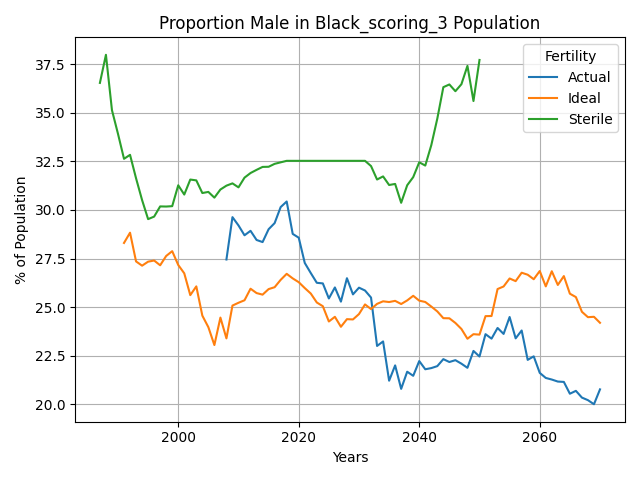 Proportion Male in Black_scoring_3 Population
% of Population
37.5
35.0
32.5
30.0
27.5
25.0
22.5
20.0
Fertility
Actual
Ideal
Sterile
2000
2020
2040
2060
Years